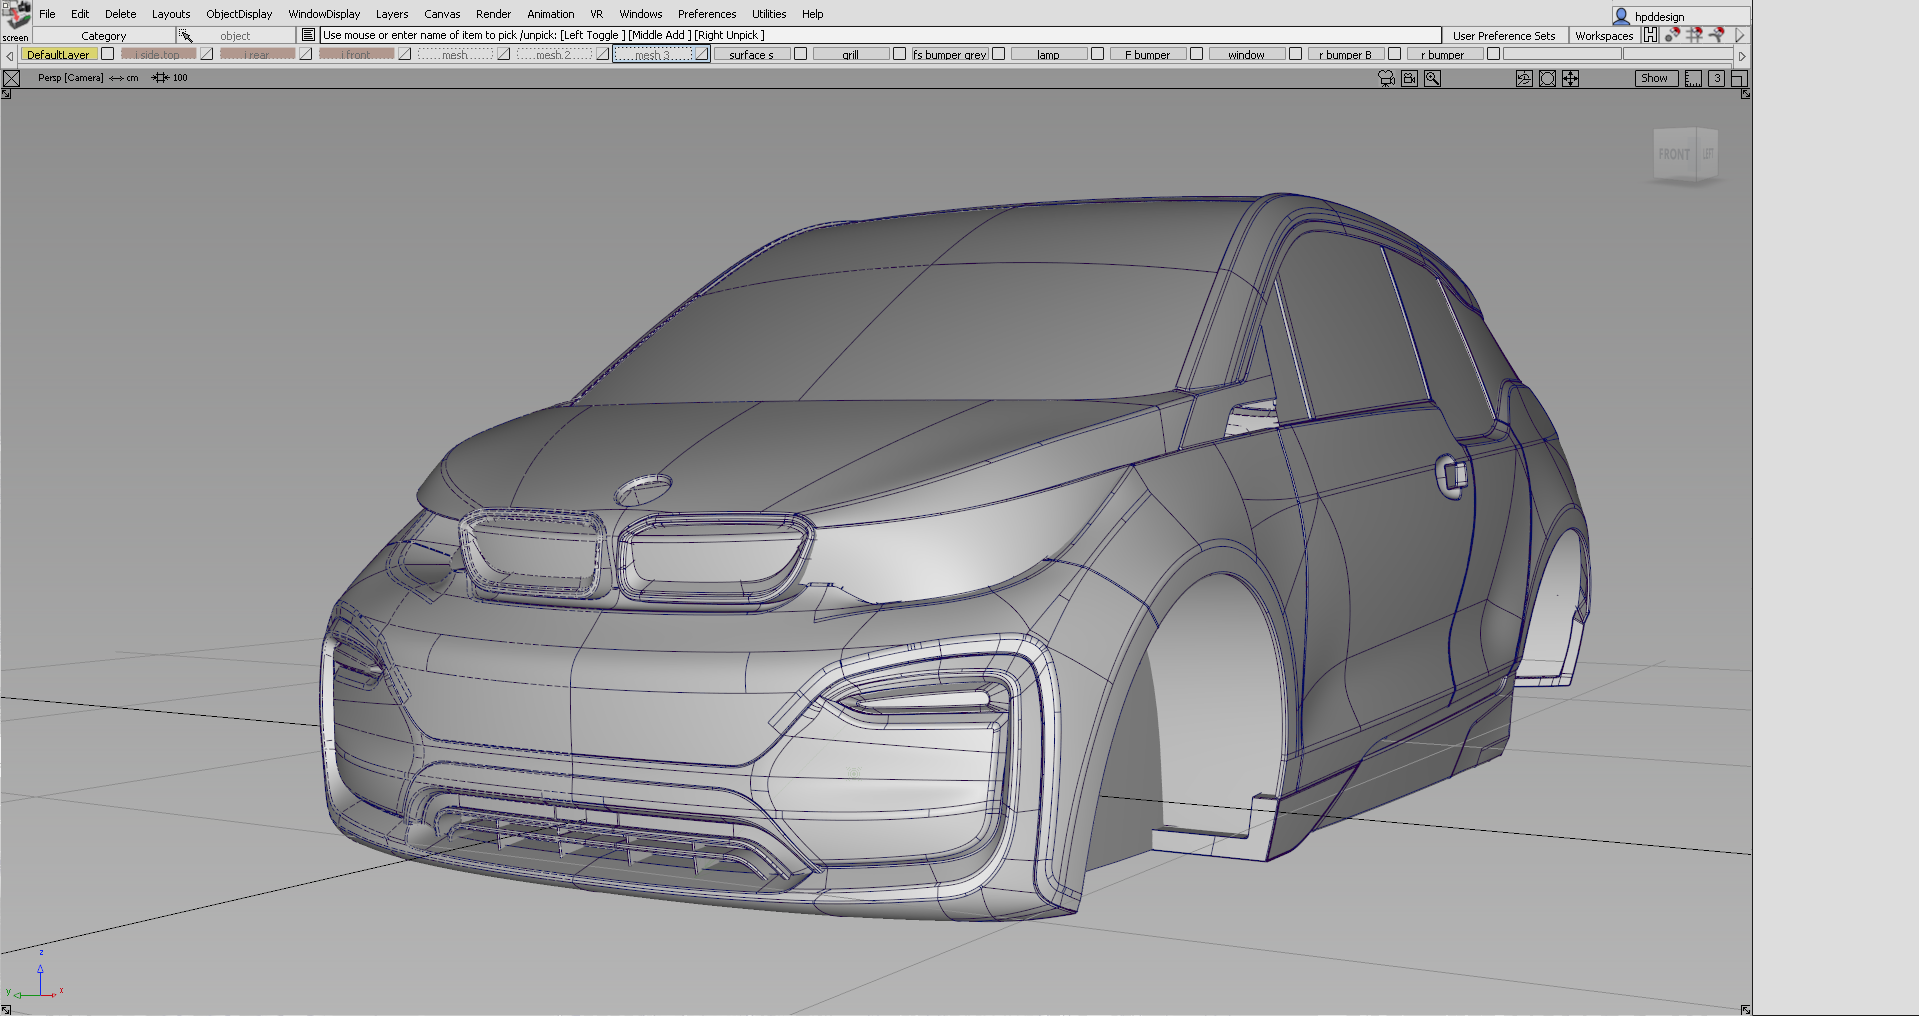 File Edit Delete Layouts ObjectDisplay WindowDisplay Layers Canvas Render Animation VR Windows Preferences Utilities Help
hpddesign
screen
Category object Use mouse or enter name of item to pick /unpick: [Left Toggle ] [Middle Add ] [Right Unpick ] User Preference Sets Workspaces
DefaultLayer i side.top i rear i front mesh mesh 2 mesh 3 surface s grill fs bumper grey lamp F bumper window r bumper B r bumper
Persp [Camera] cm 100 Show 3
FRONT LEFT
z
y x